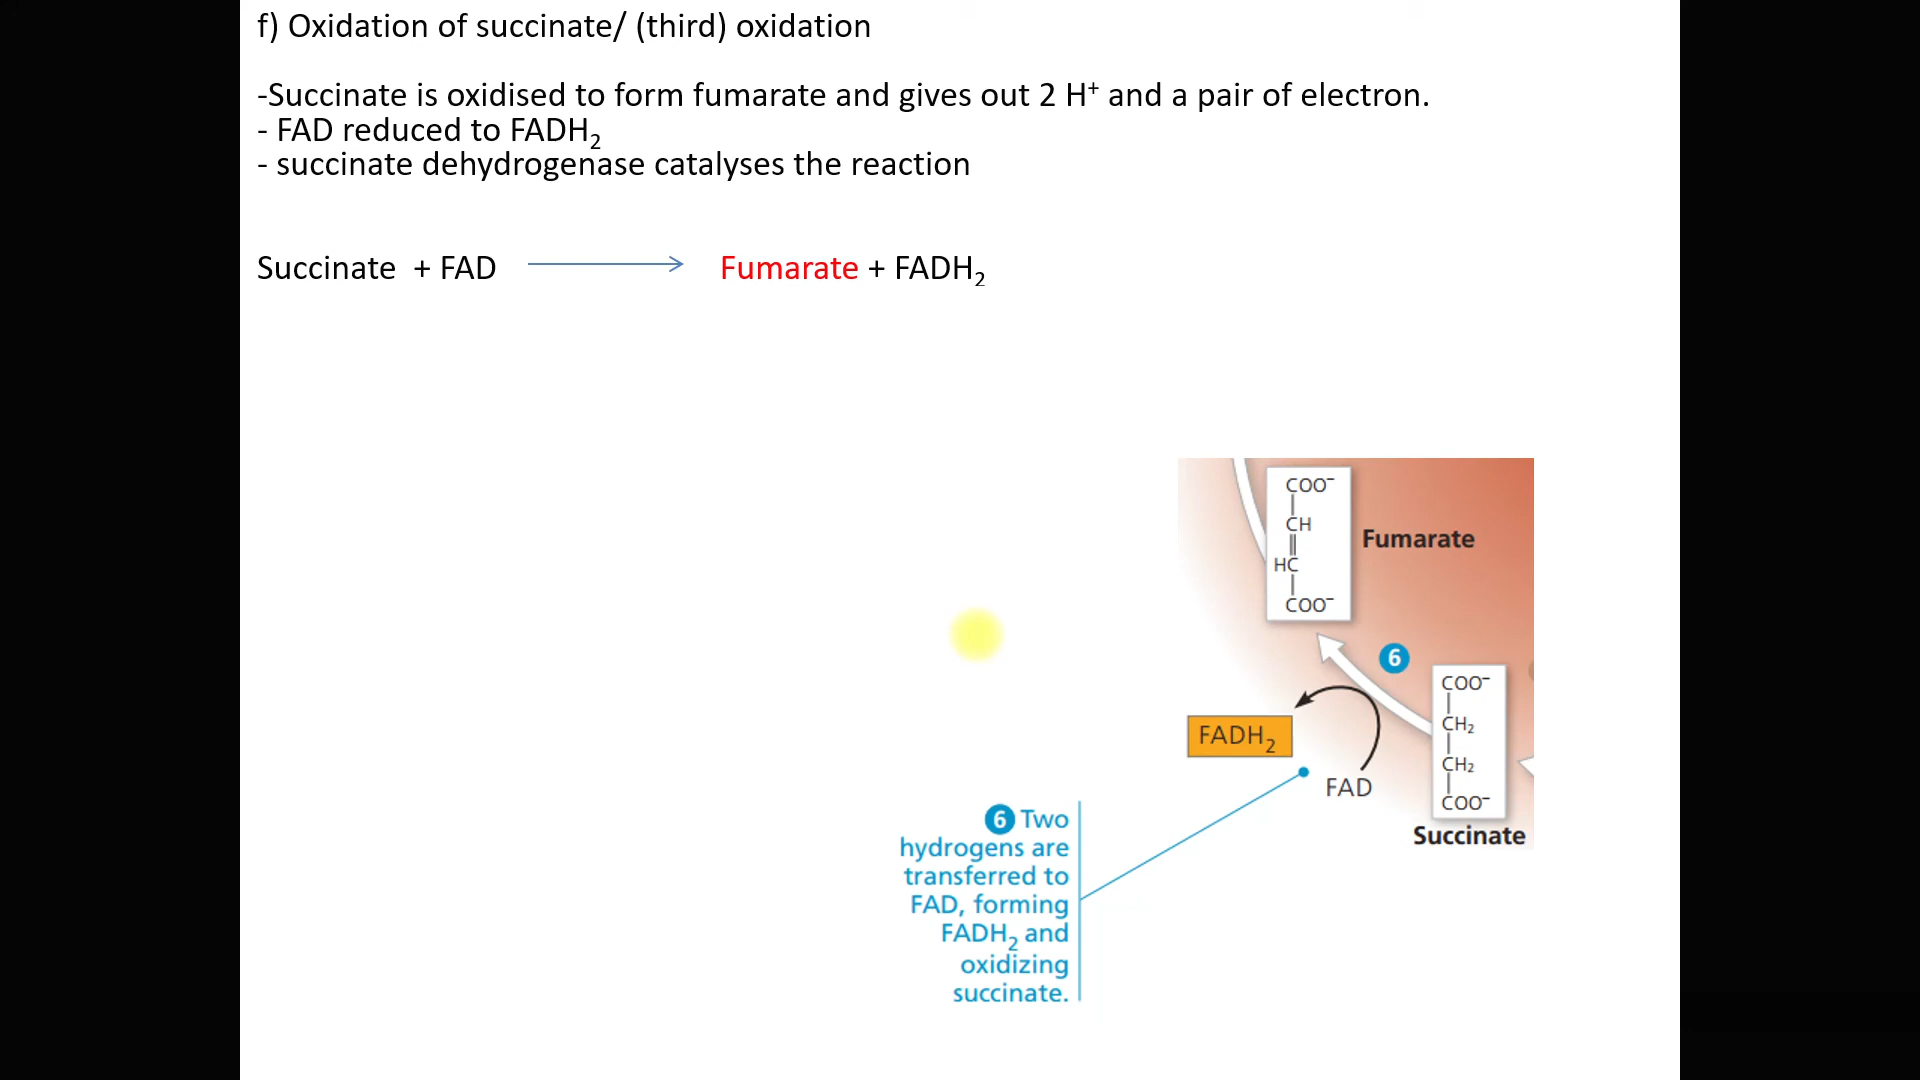 f) Oxidation of succinate/ (third) oxidation
-Succinate is oxidised to form fumarate and gives out 2 H⁺ and a pair of electron.
- FAD reduced to FADH₂
- succinate dehydrogenase catalyses the reaction
Succinate + FAD ⟶ Fumarate + FADH₂
COO⁻
CH
HC
COO⁻
Fumarate
6
COO⁻
CH₂
CH₂
COO⁻
Succinate
FADH₂
FAD
6 Two
hydrogens are
transferred to
FAD, forming
FADH₂ and
oxidizing
succinate.